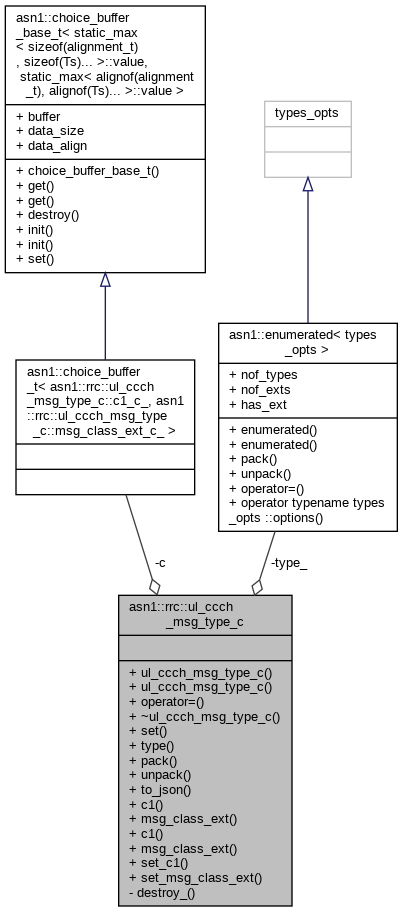 asn1::choice_buffer
_base_t< static_max
< sizeof(alignment_t)
, sizeof(Ts)... >::value,
static_max< alignof(alignment
_t), alignof(Ts)... >::value >
+ buffer
+ data_size
+ data_align
+ choice_buffer_base_t()
+ get()
+ get()
+ destroy()
+ init()
+ init()
+ set()
types_opts
asn1::choice_buffer
_t< asn1::rrc::ul_ccch
_msg_type_c::c1_c_, asn1
::rrc::ul_ccch_msg_type
_c::msg_class_ext_c_ >
asn1::enumerated< types
_opts >
+ nof_types
+ nof_exts
+ has_ext
+ enumerated()
+ enumerated()
+ pack()
+ unpack()
+ operator=()
+ operator typename types
_opts ::options()
-c
-type_
asn1::rrc::ul_ccch
_msg_type_c
+ ul_ccch_msg_type_c()
+ ul_ccch_msg_type_c()
+ operator=()
+ ~ul_ccch_msg_type_c()
+ set()
+ type()
+ pack()
+ unpack()
+ to_json()
+ c1()
+ msg_class_ext()
+ c1()
+ msg_class_ext()
+ set_c1()
+ set_msg_class_ext()
- destroy_()